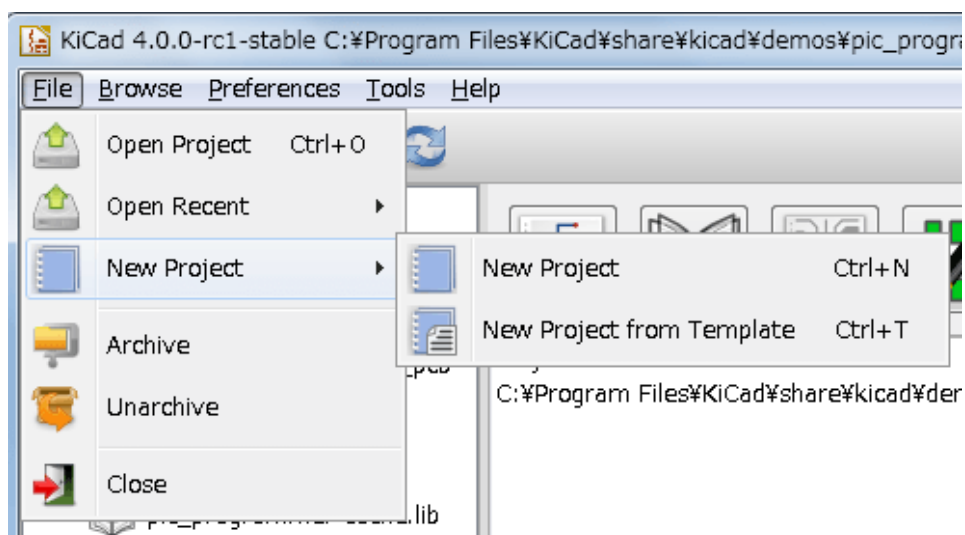 KiCad 4.0.0-rc1-stable C:¥Program Files¥KiCad¥share¥kicad¥demos¥pic_progra
File Browse Preferences Tools Help
Open Project Ctrl+O
Open Recent
New Project
New Project Ctrl+N
New Project from Template Ctrl+T
Archive
_pcb
C:¥Program Files¥KiCad¥share¥kicad¥der
Unarchive
Close
.lib